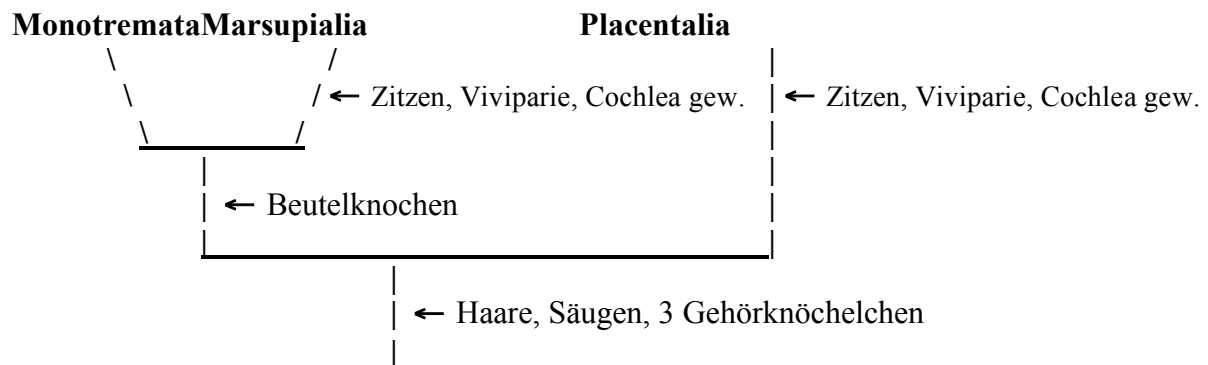 MonotremataMarsupialia Placentalia
← Zitzen, Viviparie, Cochlea gew. ← Zitzen, Viviparie, Cochlea gew.
← Beutelknochen
← Haare, Säugen, 3 Gehörknöchelchen